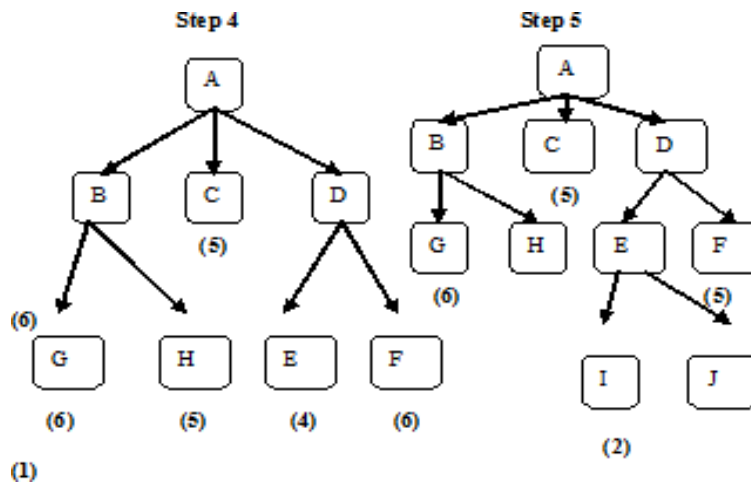 Step 4 Step 5
A A
B C D
B C D
(5)
(5)
G H E F
(6) (5)
(6)
G H E F
I J
(6) (5) (4) (6)
(2)
(1)